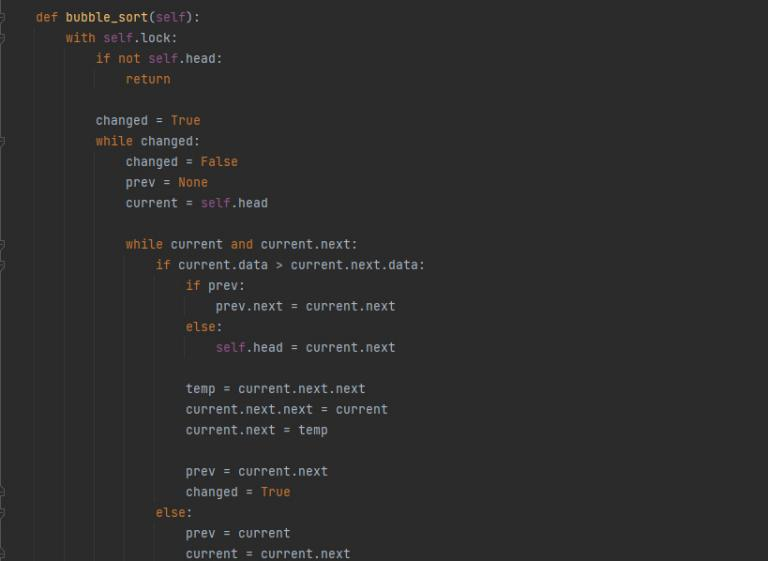 def bubble_sort(self):
    with self.lock:
        if not self.head:
            return

        changed = True
        while changed:
            changed = False
            prev = None
            current = self.head

            while current and current.next:
                if current.data > current.next.data:
                    if prev:
                        prev.next = current.next
                    else:
                        self.head = current.next

                    temp = current.next.next
                    current.next.next = current
                    current.next = temp

                    prev = current.next
                    changed = True
                else:
                    prev = current
                    current = current.next